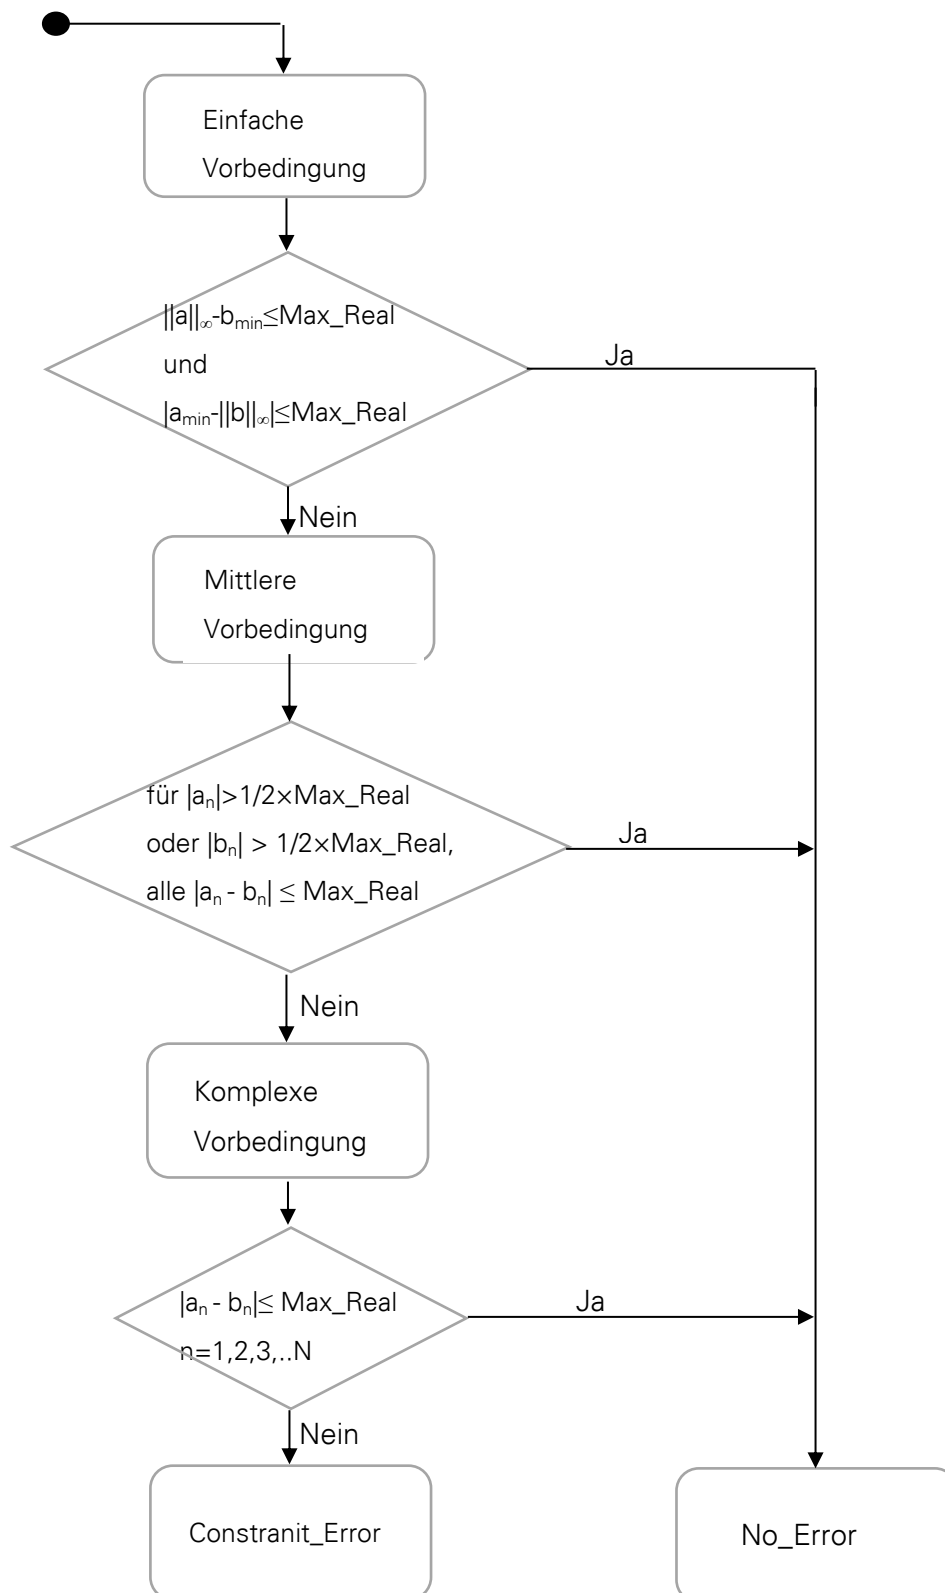 Einfache
Vorbedingung
||a||∞-bmin≤Max_Real
und
|amin-||b||∞|≤Max_Real
Ja
Nein
Mittlere
Vorbedingung
für |an|>1/2×Max_Real
oder |bn| > 1/2×Max_Real,
alle |an - bn| ≤ Max_Real
Ja
Nein
Komplexe
Vorbedingung
|an - bn|≤ Max_Real
n=1,2,3,..N
Ja
Nein
Constranit_Error
No_Error